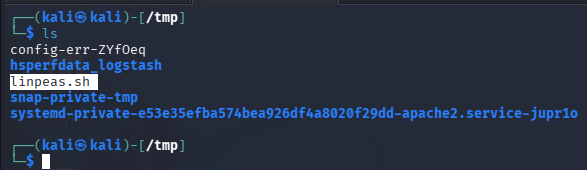 ┌──(kali㉿kali)-[/tmp]
└─$ ls
config-err-ZYfOeq
hsperfdata_logstash
linpeas.sh
snap-private-tmp
systemd-private-e53e35efba574bea926df4a8020f29dd-apache2.service-jupr1o
┌──(kali㉿kali)-[/tmp]
└─$